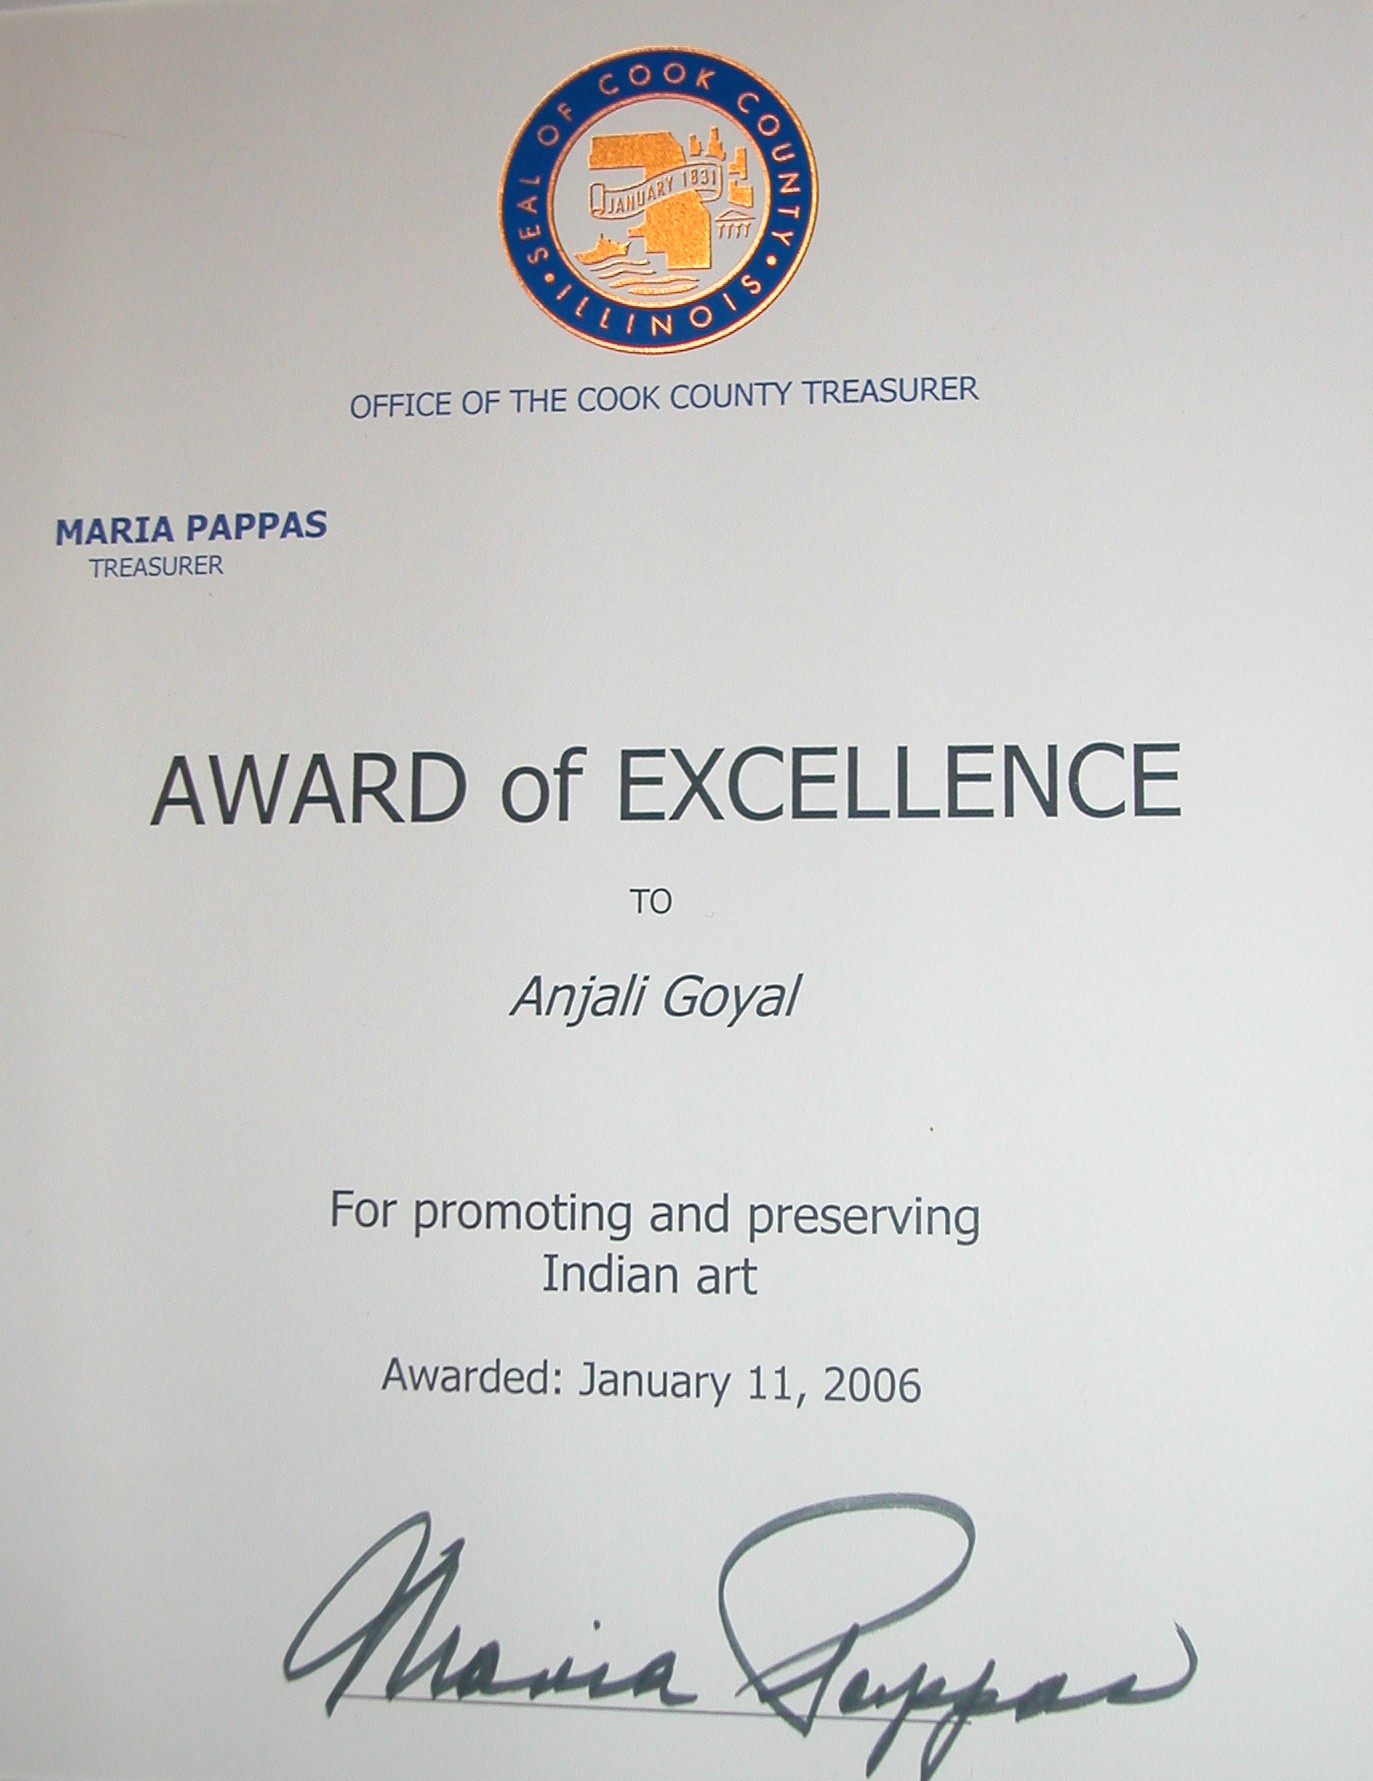 SEAL OF COOK COUNTY
JANUARY 1831
ILLINOIS
OFFICE OF THE COOK COUNTY TREASURER
MARIA PAPPAS
TREASURER
AWARD of EXCELLENCE
TO
Anjali Goyal
For promoting and preserving
Indian art
Awarded: January 11, 2006
Maria Pappas